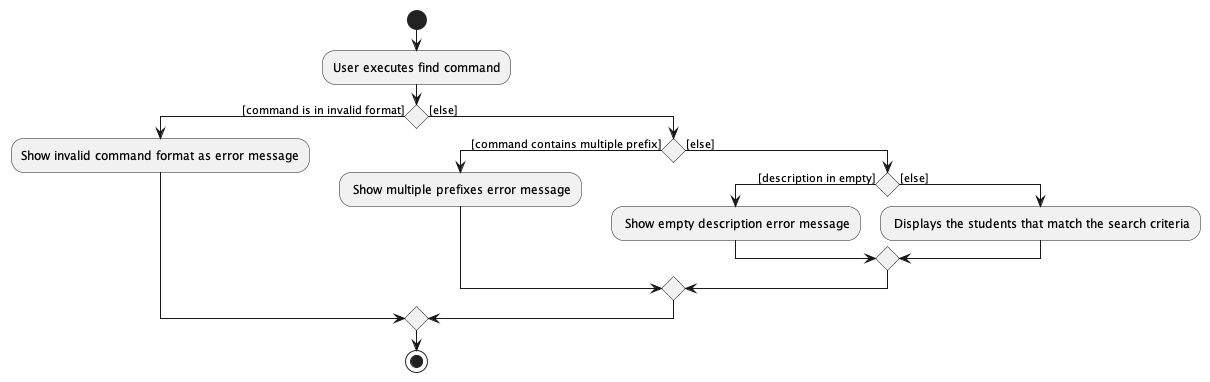 User executes find command
[command is in invalid format]
[else]
Show invalid command format as error message
[command contains multiple prefix]
[else]
Show multiple prefixes error message
[description in empty]
[else]
Show empty description error message
Displays the students that match the search criteria